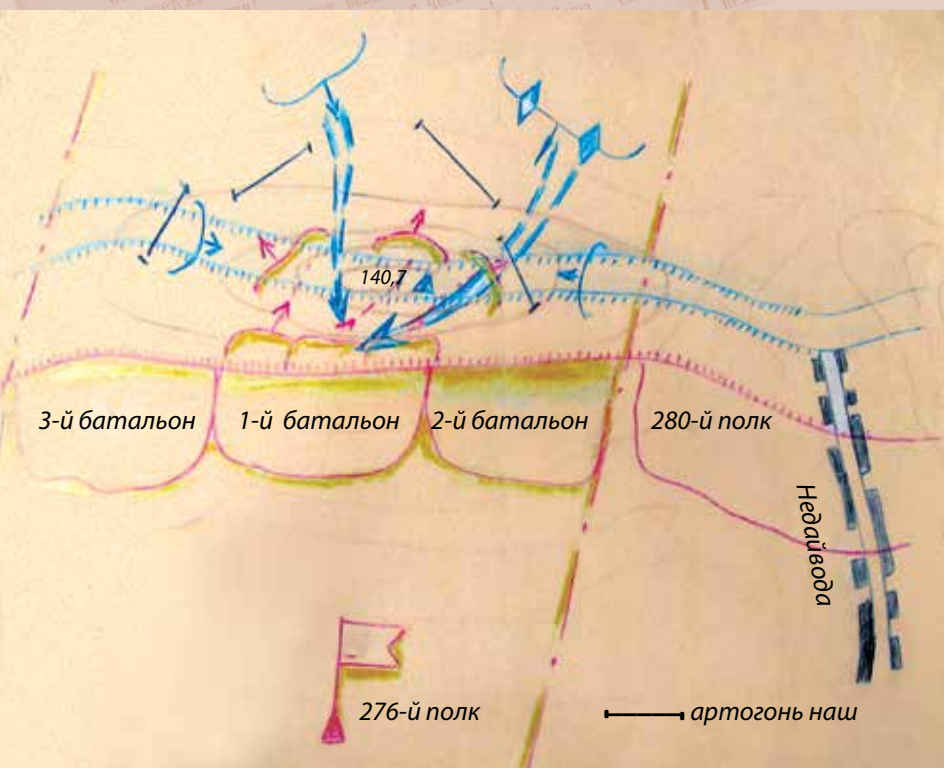 140,7
3-й батальон
1-й батальон
2-й батальон
280-й полк
Недайвода
276-й полк
артогонь наш